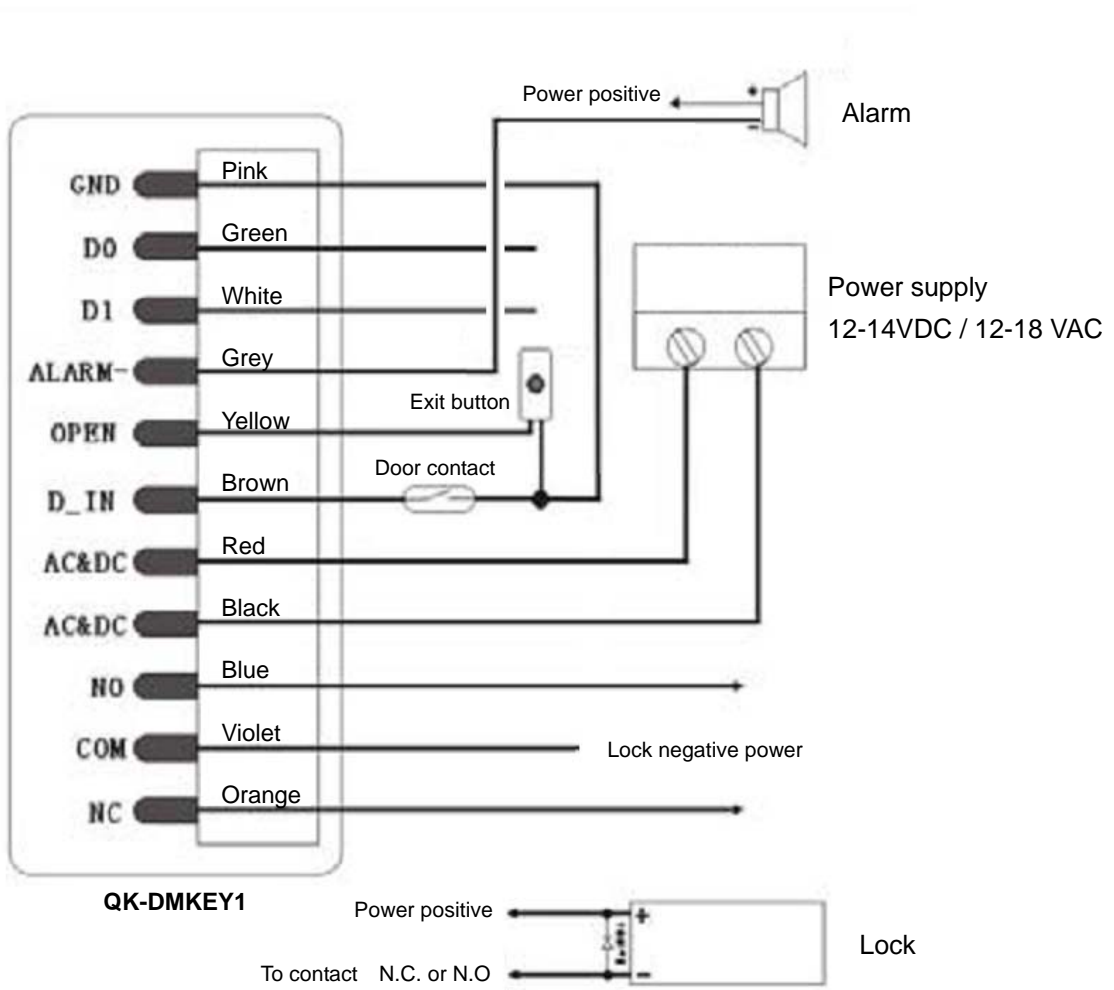 Power positive
+
-
Alarm
GND
Pink
D0
Green
D1
White
ALARM-
Grey
Exit button
OPEN
Yellow
Door contact
D_IN
Brown
AC&DC
Red
AC&DC
Black
NO
Blue
COM
Violet
Lock negative power
NC
Orange
Power supply
12-14VDC / 12-18 VAC
QK-DMKEY1
Power positive
+
Lock
To contact N.C. or N.O
-